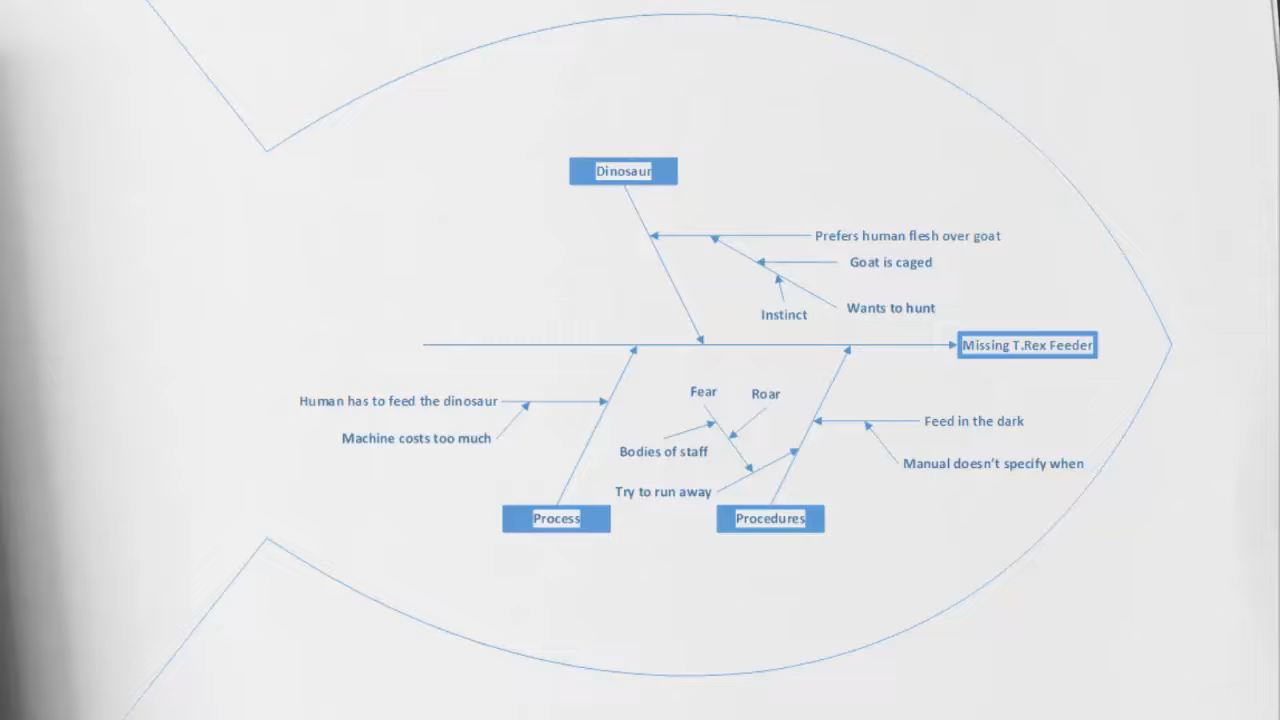 Dinosaur
Prefers human flesh over goat
Goat is caged
Wants to hunt
Instinct
Missing T.Rex Feeder
Human has to feed the dinosaur
Machine costs too much
Fear
Roar
Bodies of staff
Try to run away
Feed in the dark
Manual doesn't specify when
Process
Procedures